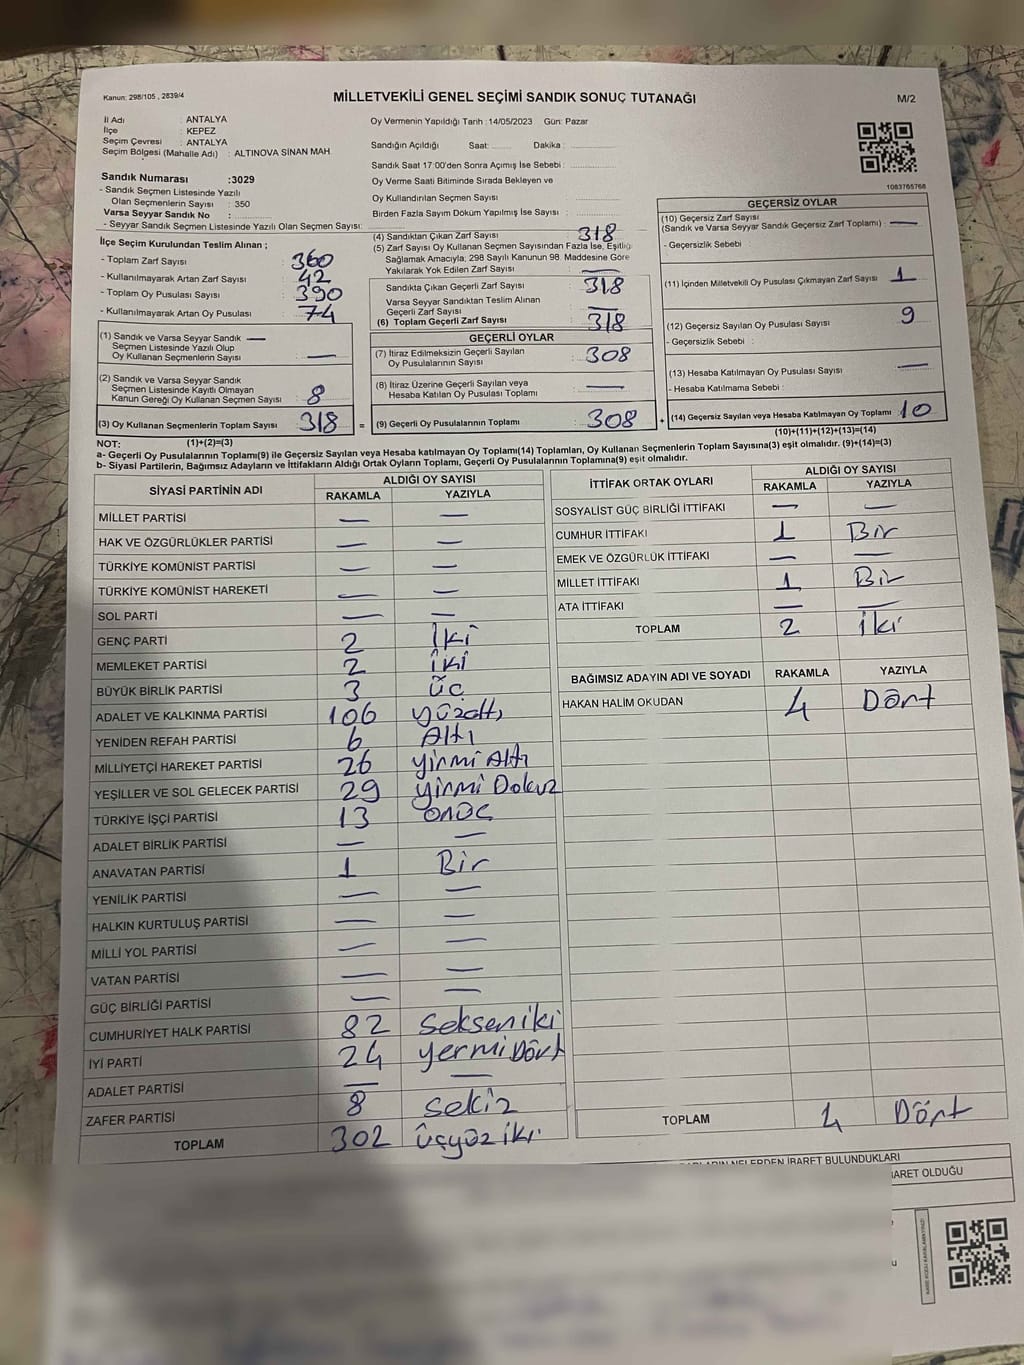 Kanun: 298/105 , 2839/4
MİLLETVEKİLİ GENEL SEÇİMİ SANDIK SONUÇ TUTANAĞI
M/2
İl Adı : ANTALYA
İlçe : KEPEZ
Seçim Çevresi : ANTALYA
Seçim Bölgesi (Mahalle Adı) : ALTINOVA SİNAN MAH.
Sandık Numarası :3029
- Sandık Seçmen Listesinde Yazılı
Olan Seçmenlerin Sayısı : 350
Varsa Seyyar Sandık No :
- Seyyar Sandık Seçmen Listesinde Yazılı Olan Seçmen Sayısı:
Oy Vermenin Yapıldığı Tarih :14/05/2023 Gün: Pazar
Sandığın Açıldığı Saat: ........ Dakika : ............
Sandık Saat 17:00'den Sonra Açımış İse Sebebi : ............
Oy Verme Saati Bitiminde Sırada Bekleyen ve
Oy Kullandırılan Seçmen Sayısı : ............
Birden Fazla Sayım Döküm Yapılmış İse Sayısı : ............
1083765768
İlçe Seçim Kurulundan Teslim Alınan ;
- Toplam Zarf Sayısı : 360
- Kullanılmayarak Artan Zarf Sayısı : 42
- Toplam Oy Pusulası Sayısı : 390
- Kullanılmayarak Artan Oy Pusulası : 74
(1) Sandık ve Varsa Seyyar Sandık —
Seçmen Listesinde Yazılı Olup
Oy Kullanan Seçmenlerin Sayısı : —
(2) Sandık ve Varsa Seyyar Sandık
Seçmen Listesinde Kayıtlı Olmayan
Kanun Gereği Oy Kullanan Seçmen Sayısı : 8
(3) Oy Kullanan Seçmenlerin Toplam Sayısı : 318
(1)+(2)=(3)
(4) Sandıktan Çıkan Zarf Sayısı : 318
(5) Zarf Sayısı Oy Kullanan Seçmen Sayısından Fazla İse, Eşitliği
Sağlamak Amacıyla, 298 Sayılı Kanunun 98. Maddesine Göre
Yakılarak Yok Edilen Zarf Sayısı : —
Sandıkta Çıkan Geçerli Zarf Sayısı : 318
Varsa Seyyar Sandıktan Teslim Alınan
Geçerli Zarf Sayısı : —
(6) Toplam Geçerli Zarf Sayısı : 318
GEÇERLİ OYLAR
(7) İtiraz Edilmeksizin Geçerli Sayılan
Oy Pusulalarının Sayısı : 308
(8) İtiraz Üzerine Geçerli Sayılan veya
Hesaba Katılan Oy Pusulası Toplamı : —
= (9) Geçerli Oy Pusulalarının Toplamı : 308
GEÇERSİZ OYLAR
(10) Geçersiz Zarf Sayısı
(Sandık ve Varsa Seyyar Sandık Geçersiz Zarf Toplamı) : —
- Geçersizlik Sebebi :
(11) İçinden Milletvekili Oy Pusulası Çıkmayan Zarf Sayısı : 1
(12) Geçersiz Sayılan Oy Pusulası Sayısı : 9
- Geçersizlik Sebebi :
(13) Hesaba Katılmayan Oy Pusulası Sayısı : —
- Hesaba Katılmama Sebebi :
+ (14) Geçersiz Sayılan veya Hesaba Katılmayan Oy Toplamı : 10
(10)+(11)+(12)+(13)=(14)
NOT:
a- Geçerli Oy Pusulalarının Toplamı(9) ile Geçersiz Sayılan veya Hesaba katılmayan Oy Toplamı(14) Toplamları, Oy Kullanan Seçmenlerin Toplam Sayısına(3) eşit olmalıdır. (9)+(14)=(3)
b- Siyasi Partilerin, Bağımsız Adayların ve İttifakların Aldığı Ortak Oyların Toplamı, Geçerli Oy Pusulalarının Toplamına(9) eşit olmalıdır.
SİYASİ PARTİNİN ADI ALDIĞI OY SAYISI
RAKAMLA YAZIYLA
MİLLET PARTİSİ — —
HAK VE ÖZGÜRLÜKLER PARTİSİ — —
TÜRKİYE KOMÜNİST PARTİSİ — —
TÜRKİYE KOMÜNİST HAREKETİ — —
SOL PARTİ — —
GENÇ PARTİ 2 İki
MEMLEKET PARTİSİ 2 iki
BÜYÜK BİRLİK PARTİSİ 3 üç
ADALET VE KALKINMA PARTİSİ 106 yüzaltı
YENİDEN REFAH PARTİSİ 6 Altı
MİLLİYETÇİ HAREKET PARTİSİ 26 yirmi Altı
YEŞİLLER VE SOL GELECEK PARTİSİ 29 yirmi Dokuz
TÜRKİYE İŞÇİ PARTİSİ 13 onüç
ADALET BİRLİK PARTİSİ — —
ANAVATAN PARTİSİ 1 Bir
YENİLİK PARTİSİ — —
HALKIN KURTULUŞ PARTİSİ — —
MİLLİ YOL PARTİSİ — —
VATAN PARTİSİ — —
GÜÇ BİRLİĞİ PARTİSİ — —
CUMHURİYET HALK PARTİSİ 82 Sekseniki
İYİ PARTİ 24 yermi Dört
ADALET PARTİSİ — —
ZAFER PARTİSİ 8 sekiz
TOPLAM 302 üçyüz iki
İTTİFAK ORTAK OYLARI ALDIĞI OY SAYISI
RAKAMLA YAZIYLA
SOSYALİST GÜÇ BİRLİĞİ İTTİFAKI — —
CUMHUR İTTİFAKI 1 Bir
EMEK VE ÖZGÜRLÜK İTTİFAKI — —
MİLLET İTTİFAKI 1 Bir
ATA İTTİFAKI — —
TOPLAM 2 iki
BAĞIMSIZ ADAYIN ADI VE SOYADI RAKAMLA YAZIYLA
HAKAN HALİM OKUDAN 4 Dört
TOPLAM 4 Dört
NELERDEN İBARET BULUNDUKLARI
OLDUĞU